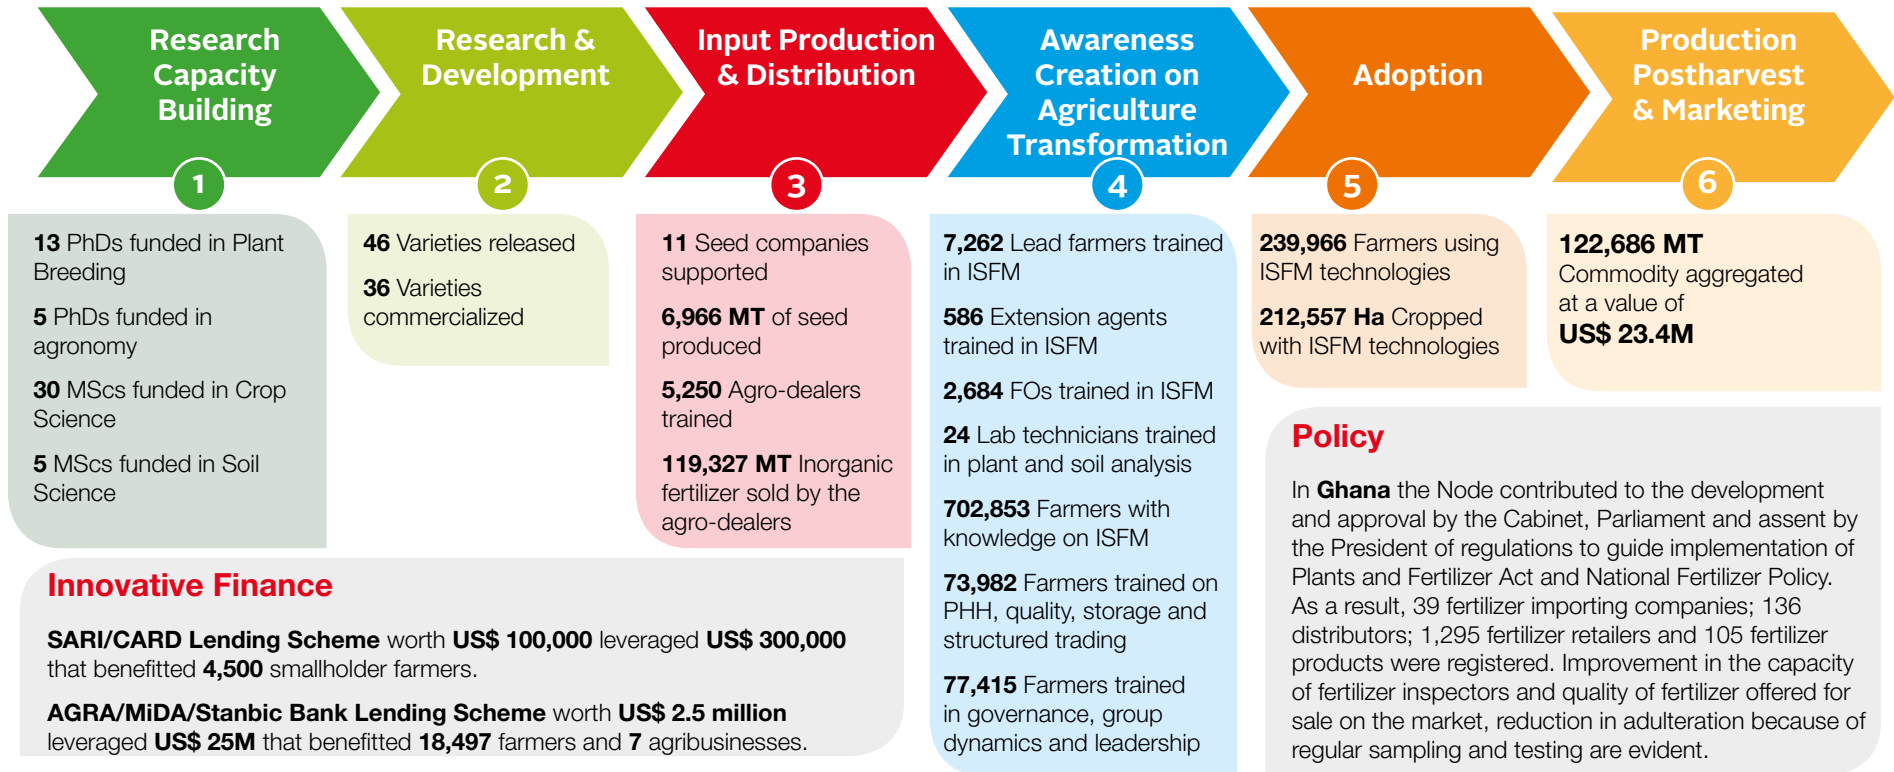 Research
Capacity
Building
1
13 PhDs funded in Plant
Breeding
5 PhDs funded in
agronomy
30 MScs funded in Crop
Science
5 MScs funded in Soil
Science
Research &
Development
2
46 Varieties released
36 Varieties
commercialized
Input Production
& Distribution
3
11 Seed companies
supported
6,966 MT of seed
produced
5,250 Agro-dealers
trained
119,327 MT Inorganic
fertilizer sold by the
agro-dealers
Awareness
Creation on
Agriculture
Transformation
4
7,262 Lead farmers trained
in ISFM
586 Extension agents
trained in ISFM
2,684 FOs trained in ISFM
24 Lab technicians trained
in plant and soil analysis
702,853 Farmers with
knowledge on ISFM
73,982 Farmers trained on
PHH, quality, storage and
structured trading
77,415 Farmers trained
in governance, group
dynamics and leadership
Adoption
5
239,966 Farmers using
ISFM technologies
212,557 Ha Cropped
with ISFM technologies
Production
Postharvest
& Marketing
6
122,686 MT
Commodity aggregated
at a value of
US$ 23.4M
Innovative Finance
SARI/CARD Lending Scheme worth US$ 100,000 leveraged US$ 300,000
that benefitted 4,500 smallholder farmers.
AGRA/MiDA/Stanbic Bank Lending Scheme worth US$ 2.5 million
leveraged US$ 25M that benefitted 18,497 farmers and 7 agribusinesses.
Policy
In Ghana the Node contributed to the development
and approval by the Cabinet, Parliament and assent by
the President of regulations to guide implementation of
Plants and Fertilizer Act and National Fertilizer Policy.
As a result, 39 fertilizer importing companies; 136
distributors; 1,295 fertilizer retailers and 105 fertilizer
products were registered. Improvement in the capacity
of fertilizer inspectors and quality of fertilizer offered for
sale on the market, reduction in adulteration because of
regular sampling and testing are evident.